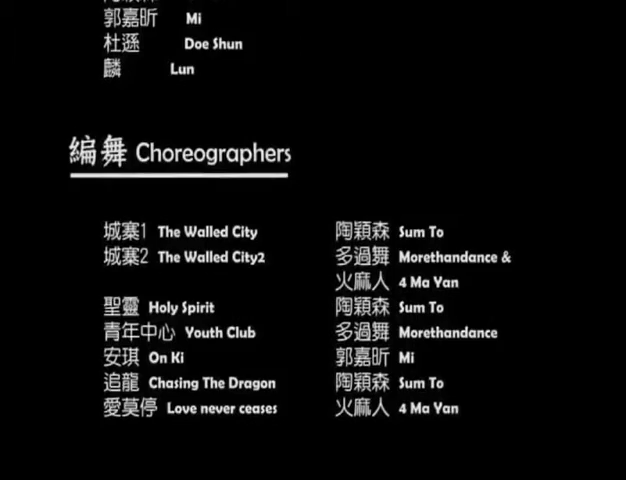 郭嘉昕 Mi
杜遜 Doe Shun
麟 Lun
編舞 Choreographers
城寨1 The Walled City 陶穎森 Sum To
城寨2 The Walled City2 多過舞 Morethandance &
火麻人 4 Ma Yan
聖靈 Holy Spirit 陶穎森 Sum To
青年中心 Youth Club 多過舞 Morethandance
安琪 On Ki 郭嘉昕 Mi
追龍 Chasing The Dragon 陶穎森 Sum To
愛莫停 Love never ceases 火麻人 4 Ma Yan